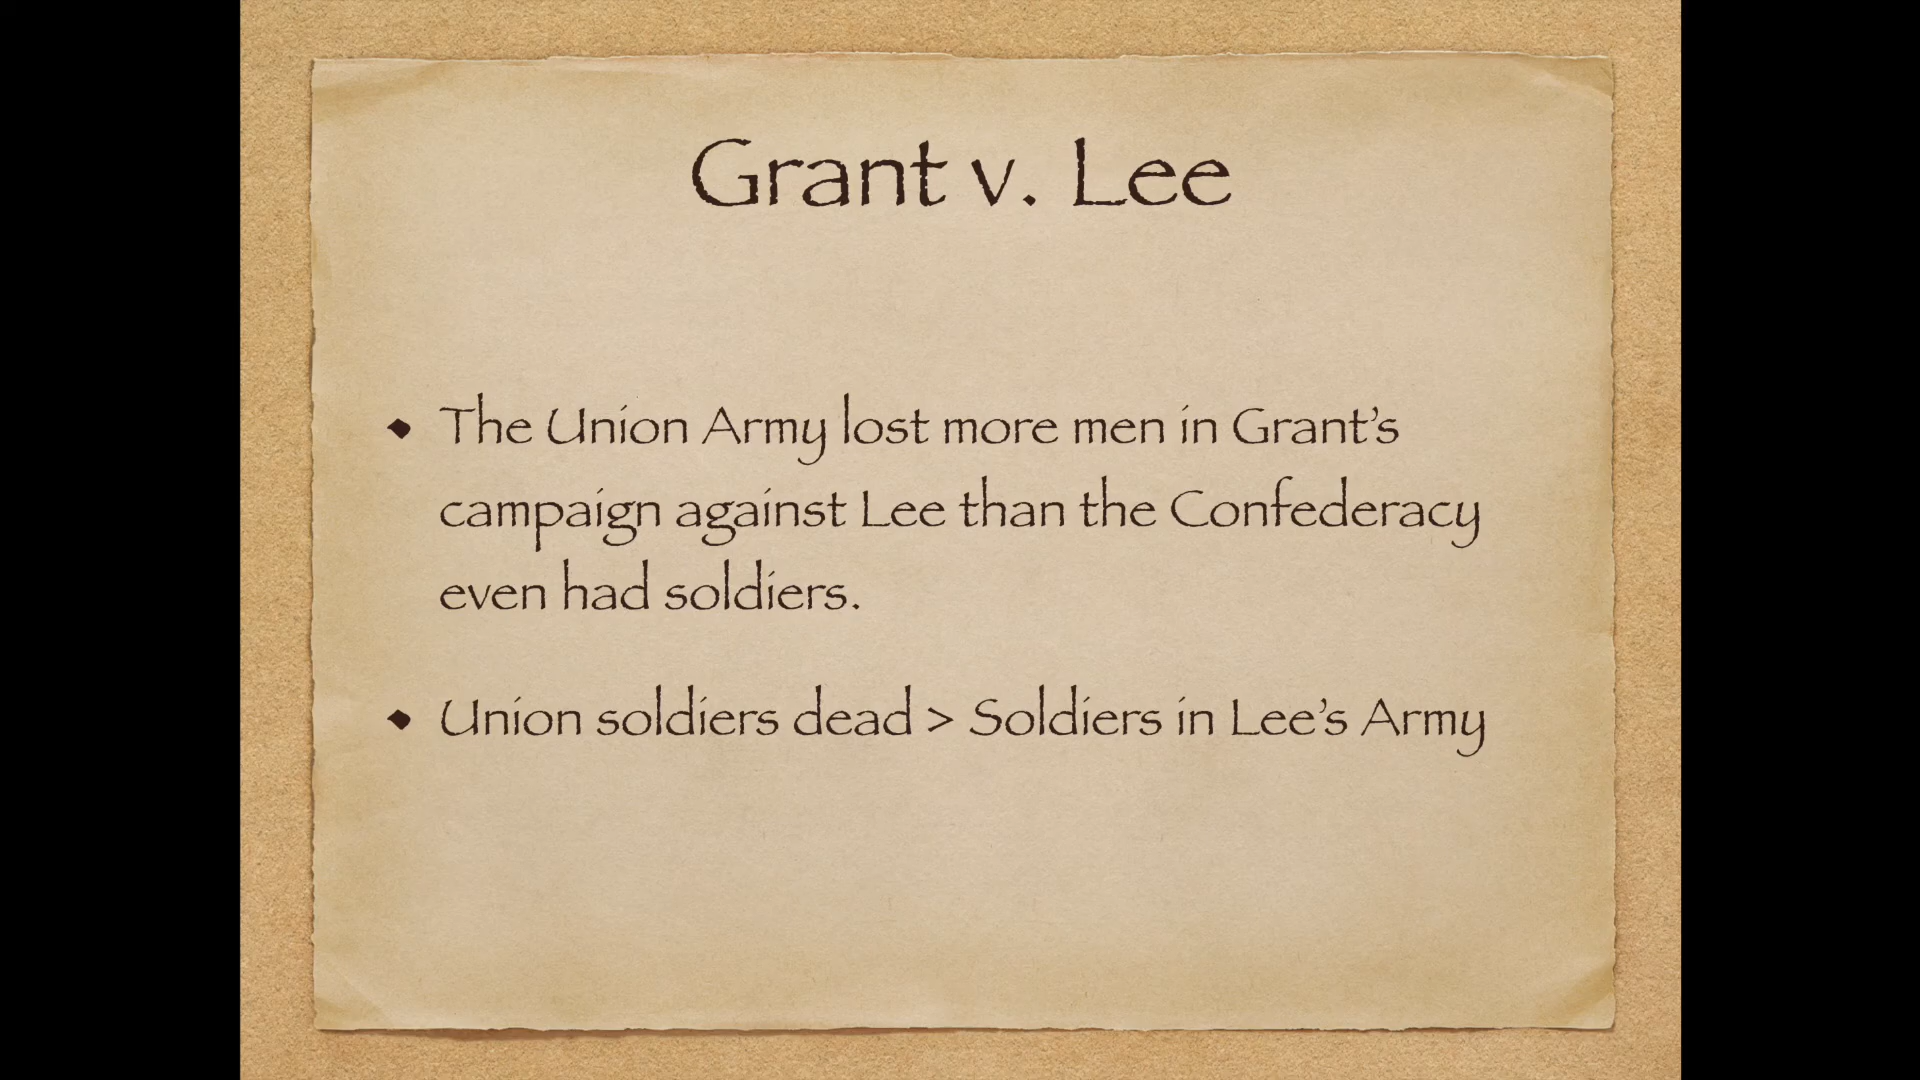 Grant v. Lee
• The Union Army lost more men in Grant's
campaign against Lee than the Confederacy
even had soldiers.
• Union soldiers dead > Soldiers in Lee's Army